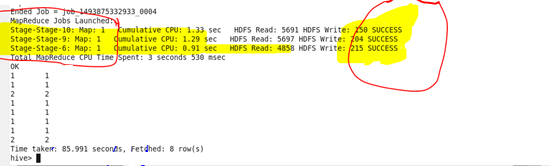 Ended Job = job_1493875332933_0004
MapReduce Jobs Launched:
Stage-Stage-10: Map: 1 Cumulative CPU: 1.33 sec HDFS Read: 5691 HDFS Write: 150 SUCCESS
Stage-Stage-9: Map: 1 Cumulative CPU: 1.29 sec HDFS Read: 5697 HDFS Write: 204 SUCCESS
Stage-Stage-6: Map: 1 Cumulative CPU: 0.91 sec HDFS Read: 4858 HDFS Write: 215 SUCCESS
Total MapReduce CPU Time Spent: 3 seconds 530 msec
OK
1 1
1 1
2 2
1 1
1 1
1 1
1 1
2 2
Time taken: 85.991 seconds, Fetched: 8 row(s)
hive>